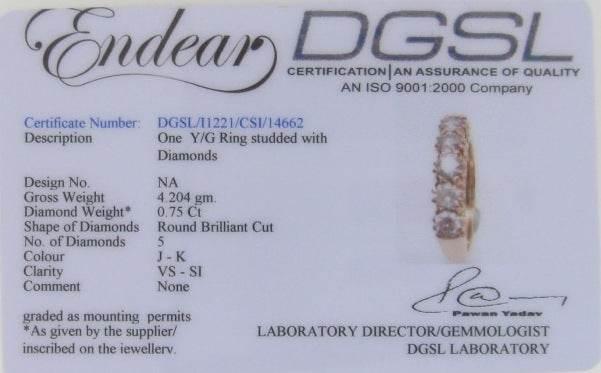 Endear DGSL
CERTIFICATION|AN ASSURANCE OF QUALITY
AN ISO 9001:2000 Company
Certificate Number: DGSL/I1221/CSI/14662
Description One Y/G Ring studded with
Diamonds
Design No. NA
Gross Weight 4.204 gm.
Diamond Weight* 0.75 Ct
Shape of Diamonds Round Brilliant Cut
No. of Diamonds 5
Colour J - K
Clarity VS - SI
Comment None
Pawan Yadav
graded as mounting permits
*As given by the supplier/
inscribed on the jewellery.
LABORATORY DIRECTOR/GEMMOLOGIST
DGSL LABORATORY